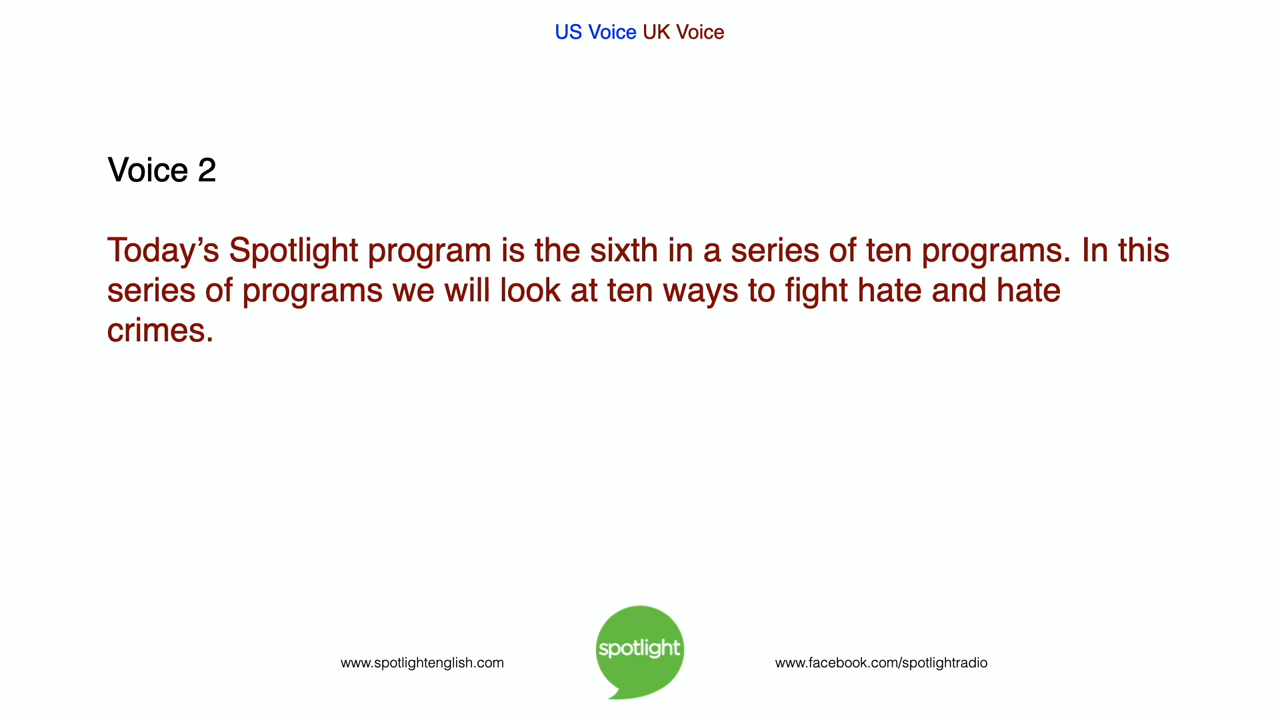 US Voice UK Voice
Voice 2
Today’s Spotlight program is the sixth in a series of ten programs. In this
series of programs we will look at ten ways to fight hate and hate
crimes.
spotlight
www.spotlightenglish.com
www.facebook.com/spotlightradio